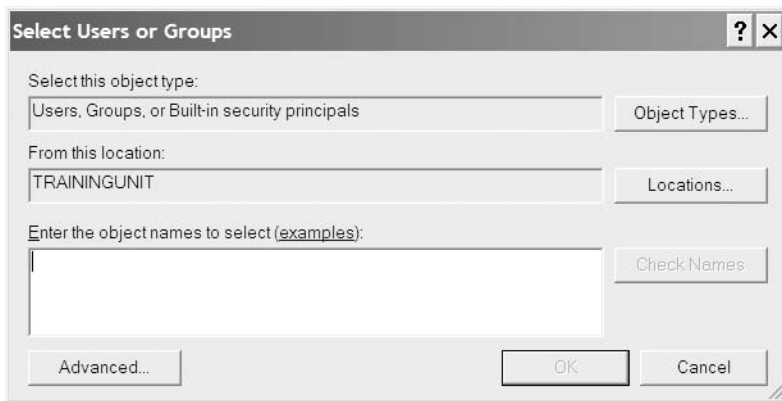 Select Users or Groups
? ×
Select this object type:
Users, Groups, or Built-in security principals
Object Types...
From this location:
TRAININGUNIT
Locations...
Enter the object names to select (examples):
Check Names
Advanced...
OK
Cancel